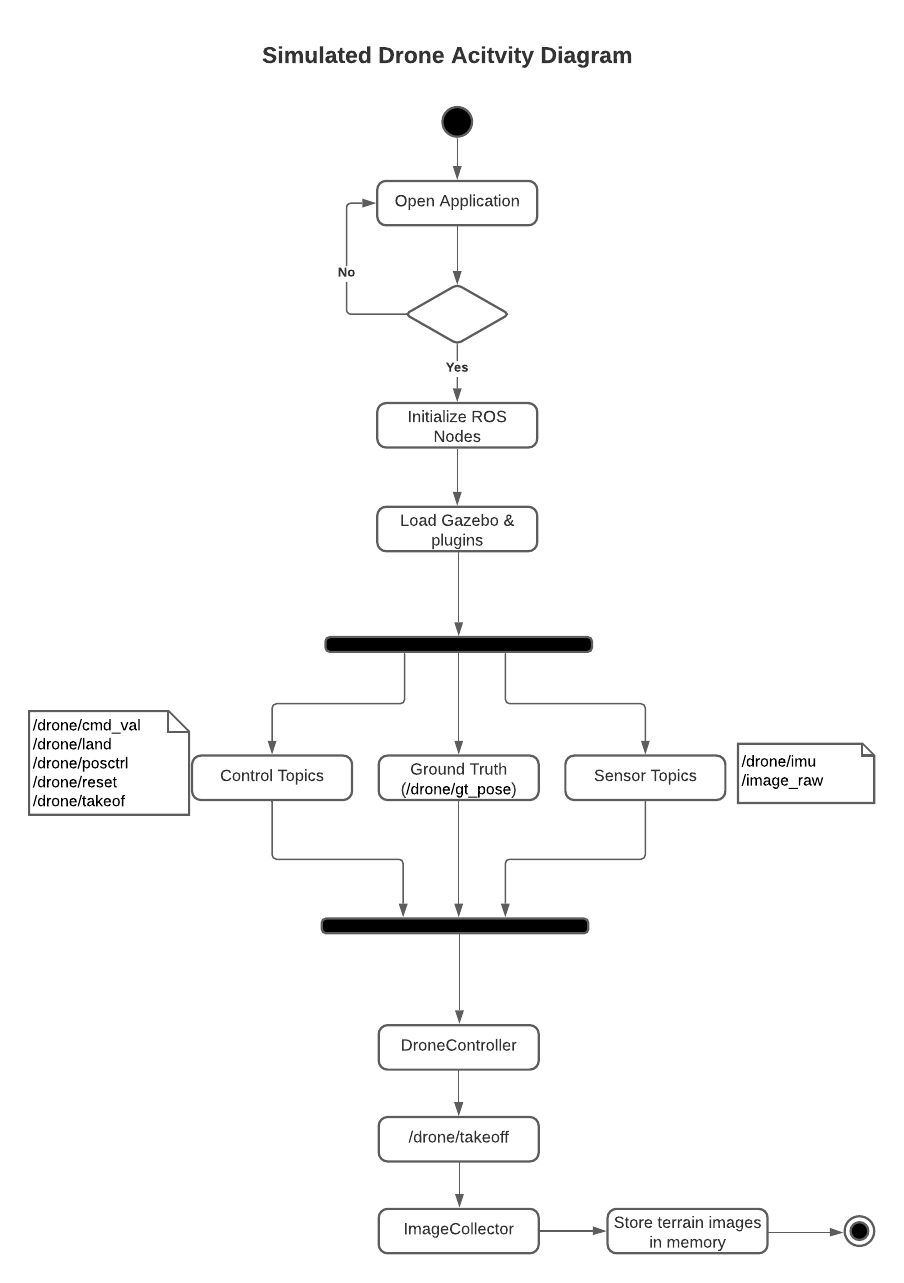 Simulated Drone Acitvity Diagram
Open Application
No
Yes
Initialize ROS
Nodes
Load Gazebo &
plugins
/drone/cmd_val
/drone/land
/drone/posctrl
/drone/reset
/drone/takeof
Control Topics
Ground Truth
(/drone/gt_pose)
Sensor Topics
/drone/imu
/image_raw
DroneController
/drone/takeoff
ImageCollector
Store terrain images
in memory